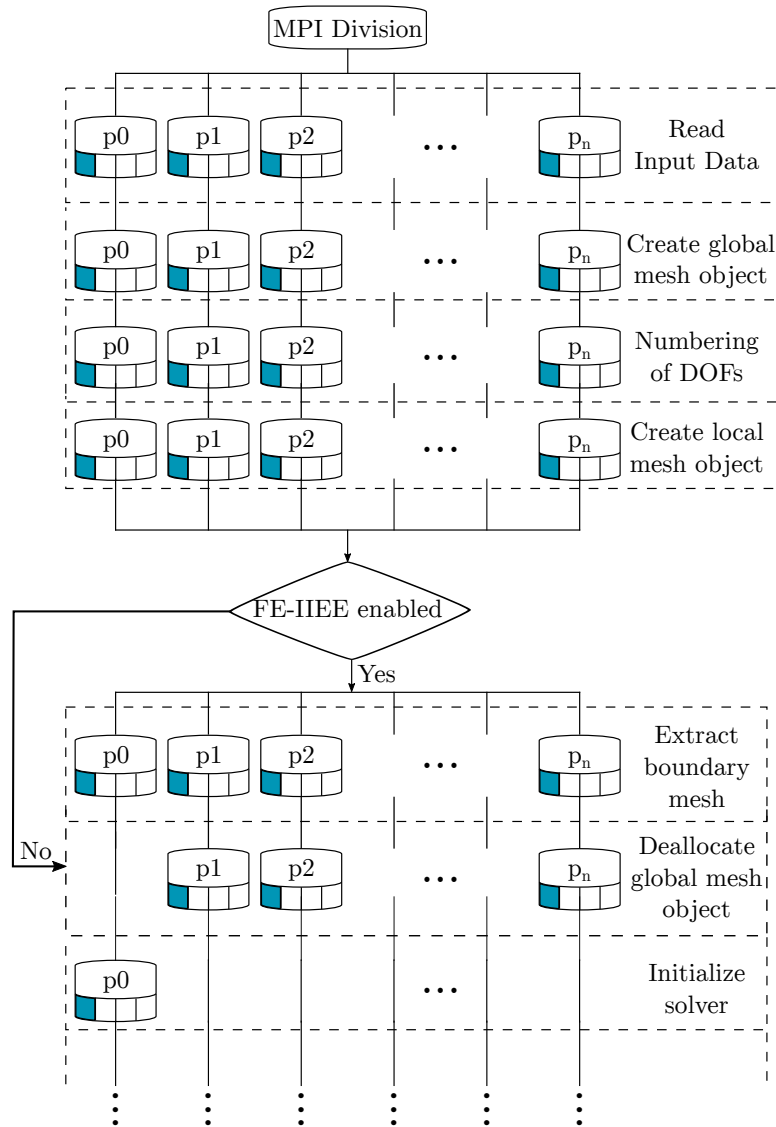 MPI Division
p0 p1 p2 ... pₙ Read
Input Data
p0 p1 p2 ... pₙ Create global
mesh object
p0 p1 p2 ... pₙ Numbering
of DOFs
p0 p1 p2 ... pₙ Create local
mesh object
FE-IIEE enabled
Yes
p0 p1 p2 ... pₙ Extract
boundary
mesh
No
p1 p2 ... pₙ Deallocate
global mesh
object
p0 ... Initialize
solver